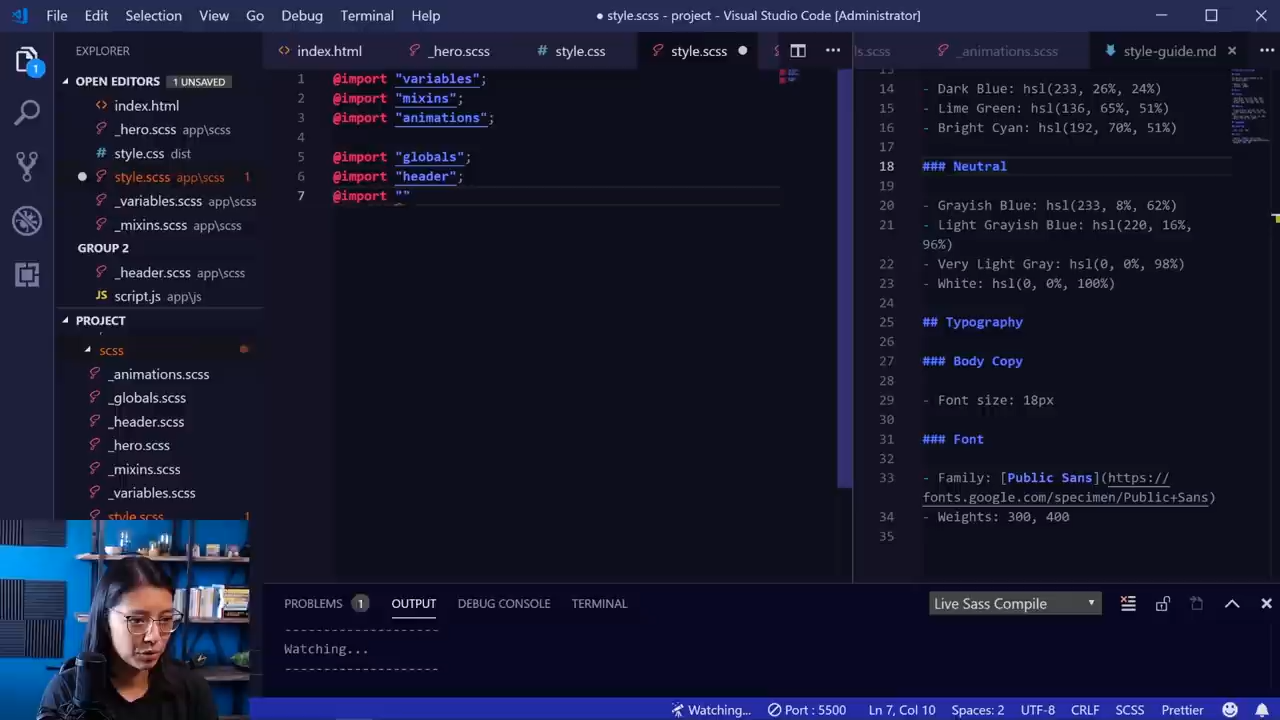 File Edit Selection View Go Debug Terminal Help
● style.scss - project - Visual Studio Code [Administrator]
EXPLORER
OPEN EDITORS 1 UNSAVED
index.html
_hero.scss app\scss
style.css dist
style.scss app\scss 1
_variables.scss app\scss
_mixins.scss app\scss
GROUP 2
_header.scss app\scss
JS script.js app\js
PROJECT
scss
_animations.scss
_globals.scss
_header.scss
_hero.scss
_mixins.scss
_variables.scss
style.scss 1
index.html _hero.scss style.css style.scss
1 @import "variables";
2 @import "mixins";
3 @import "animations";
4
5 @import "globals";
6 @import "header";
7 @import ""
ls.scss _animations.scss style-guide.md
13
14 - Dark Blue: hsl(233, 26%, 24%)
15 - Lime Green: hsl(136, 65%, 51%)
16 - Bright Cyan: hsl(192, 70%, 51%)
17
18 ### Neutral
19
20 - Grayish Blue: hsl(233, 8%, 62%)
21 - Light Grayish Blue: hsl(220, 16%,
96%)
22 - Very Light Gray: hsl(0, 0%, 98%)
23 - White: hsl(0, 0%, 100%)
24
25 ## Typography
26
27 ### Body Copy
28
29 - Font size: 18px
30
31 ### Font
32
33 - Family: [Public Sans](https://
fonts.google.com/specimen/Public+Sans)
34 - Weights: 300, 400
35
PROBLEMS 1 OUTPUT DEBUG CONSOLE TERMINAL
Live Sass Compile
--------------------
Watching...
--------------------
Watching... Port : 5500 Ln 7, Col 10 Spaces: 2 UTF-8 CRLF SCSS Prettier